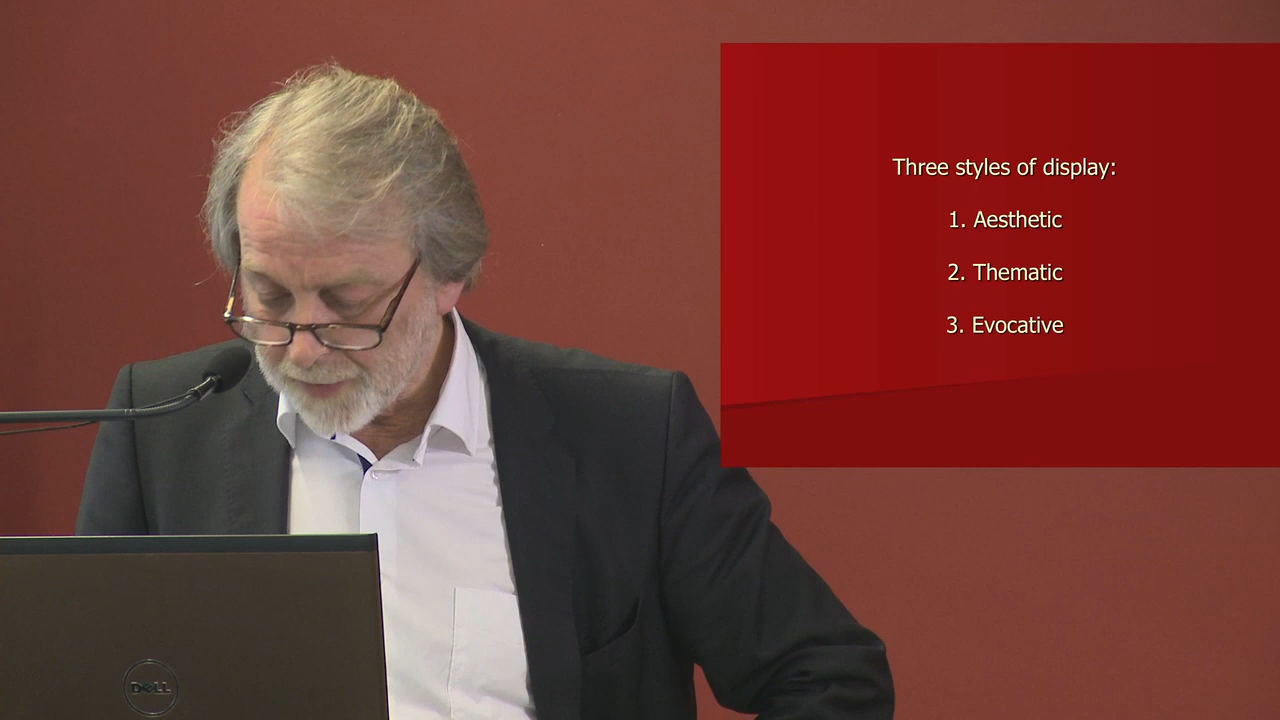 Three styles of display:
1. Aesthetic
2. Thematic
3. Evocative
DELL